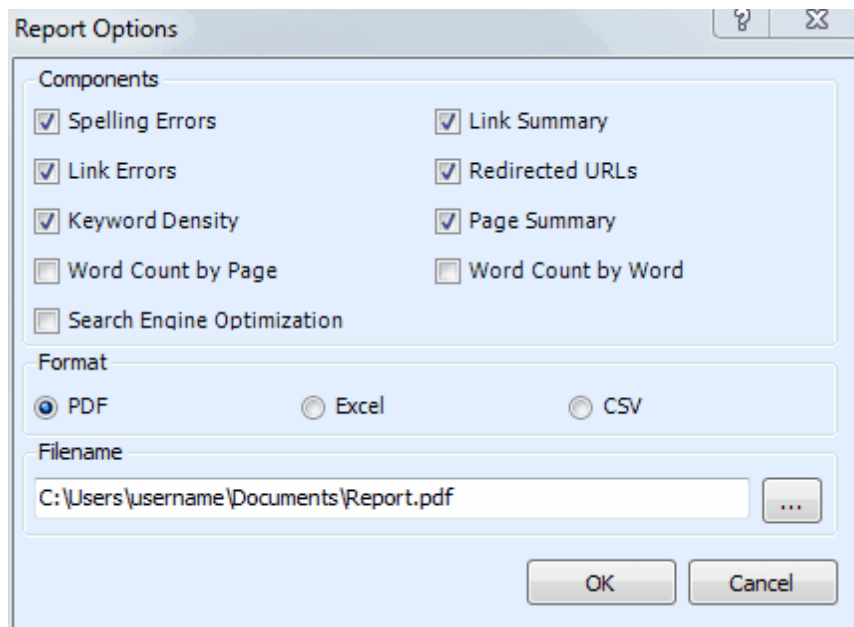 Report Options
Components
Spelling Errors Link Summary
Link Errors Redirected URLs
Keyword Density Page Summary
Word Count by Page Word Count by Word
Search Engine Optimization
Format
PDF Excel CSV
Filename
C:\Users\username\Documents\Report.pdf ...
OK Cancel